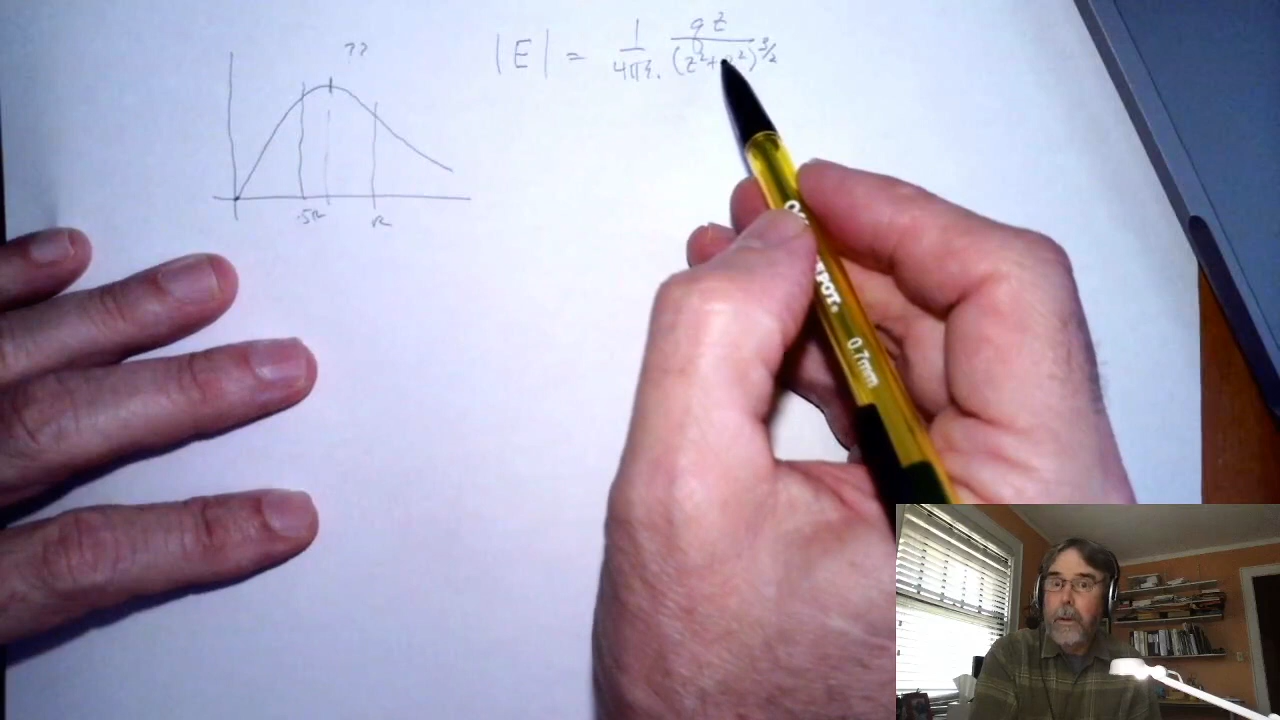 ??
|E| = 1/4πε₀ qz/(z²+R²)^3/2
.5R R
0.7mm